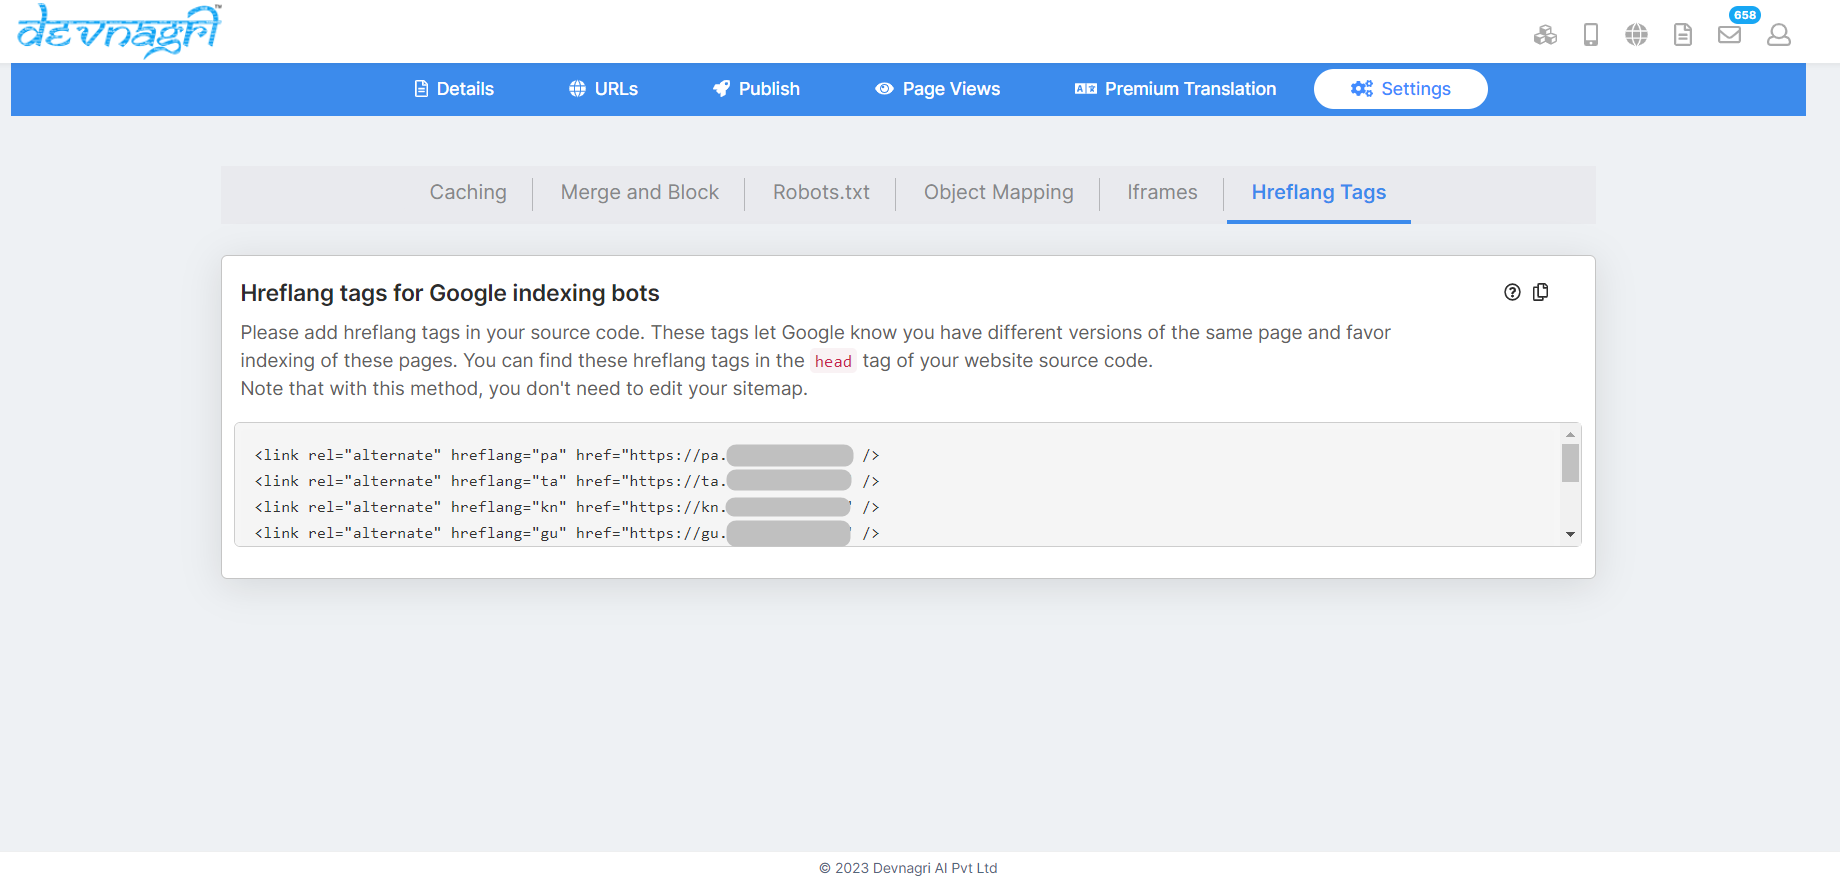 devnagri™
658
Details
URLs
Publish
Page Views
Premium Translation
Settings
Caching
Merge and Block
Robots.txt
Object Mapping
Iframes
Hreflang Tags
Hreflang tags for Google indexing bots
Please add hreflang tags in your source code. These tags let Google know you have different versions of the same page and favor
indexing of these pages. You can find these hreflang tags in the head tag of your website source code.
Note that with this method, you don't need to edit your sitemap.
<link rel="alternate" hreflang="pa" href="https://pa. />
<link rel="alternate" hreflang="ta" href="https://ta. />
<link rel="alternate" hreflang="kn" href="https://kn. />
<link rel="alternate" hreflang="gu" href="https://gu. />
© 2023 Devnagri AI Pvt Ltd